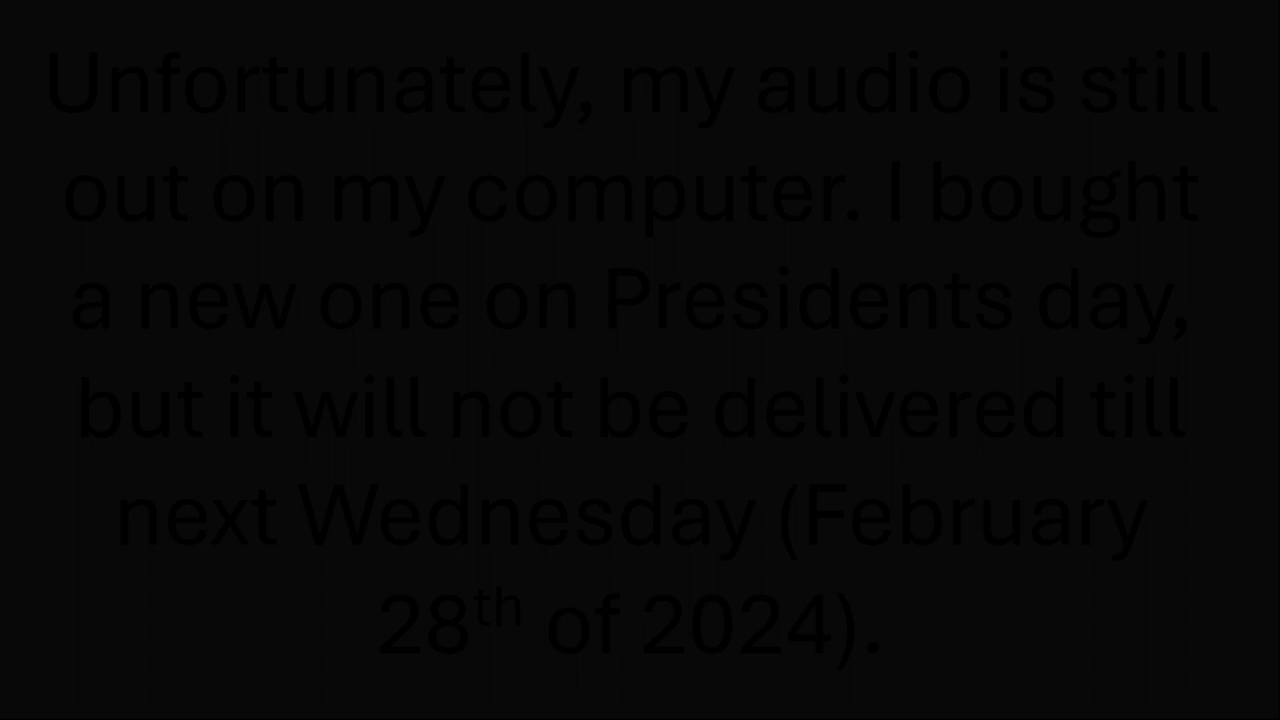 Unfortunately, my audio is still
out on my computer. I bought
a new one on Presidents day,
but it will not be delivered till
next Wednesday (February
28th of 2024).